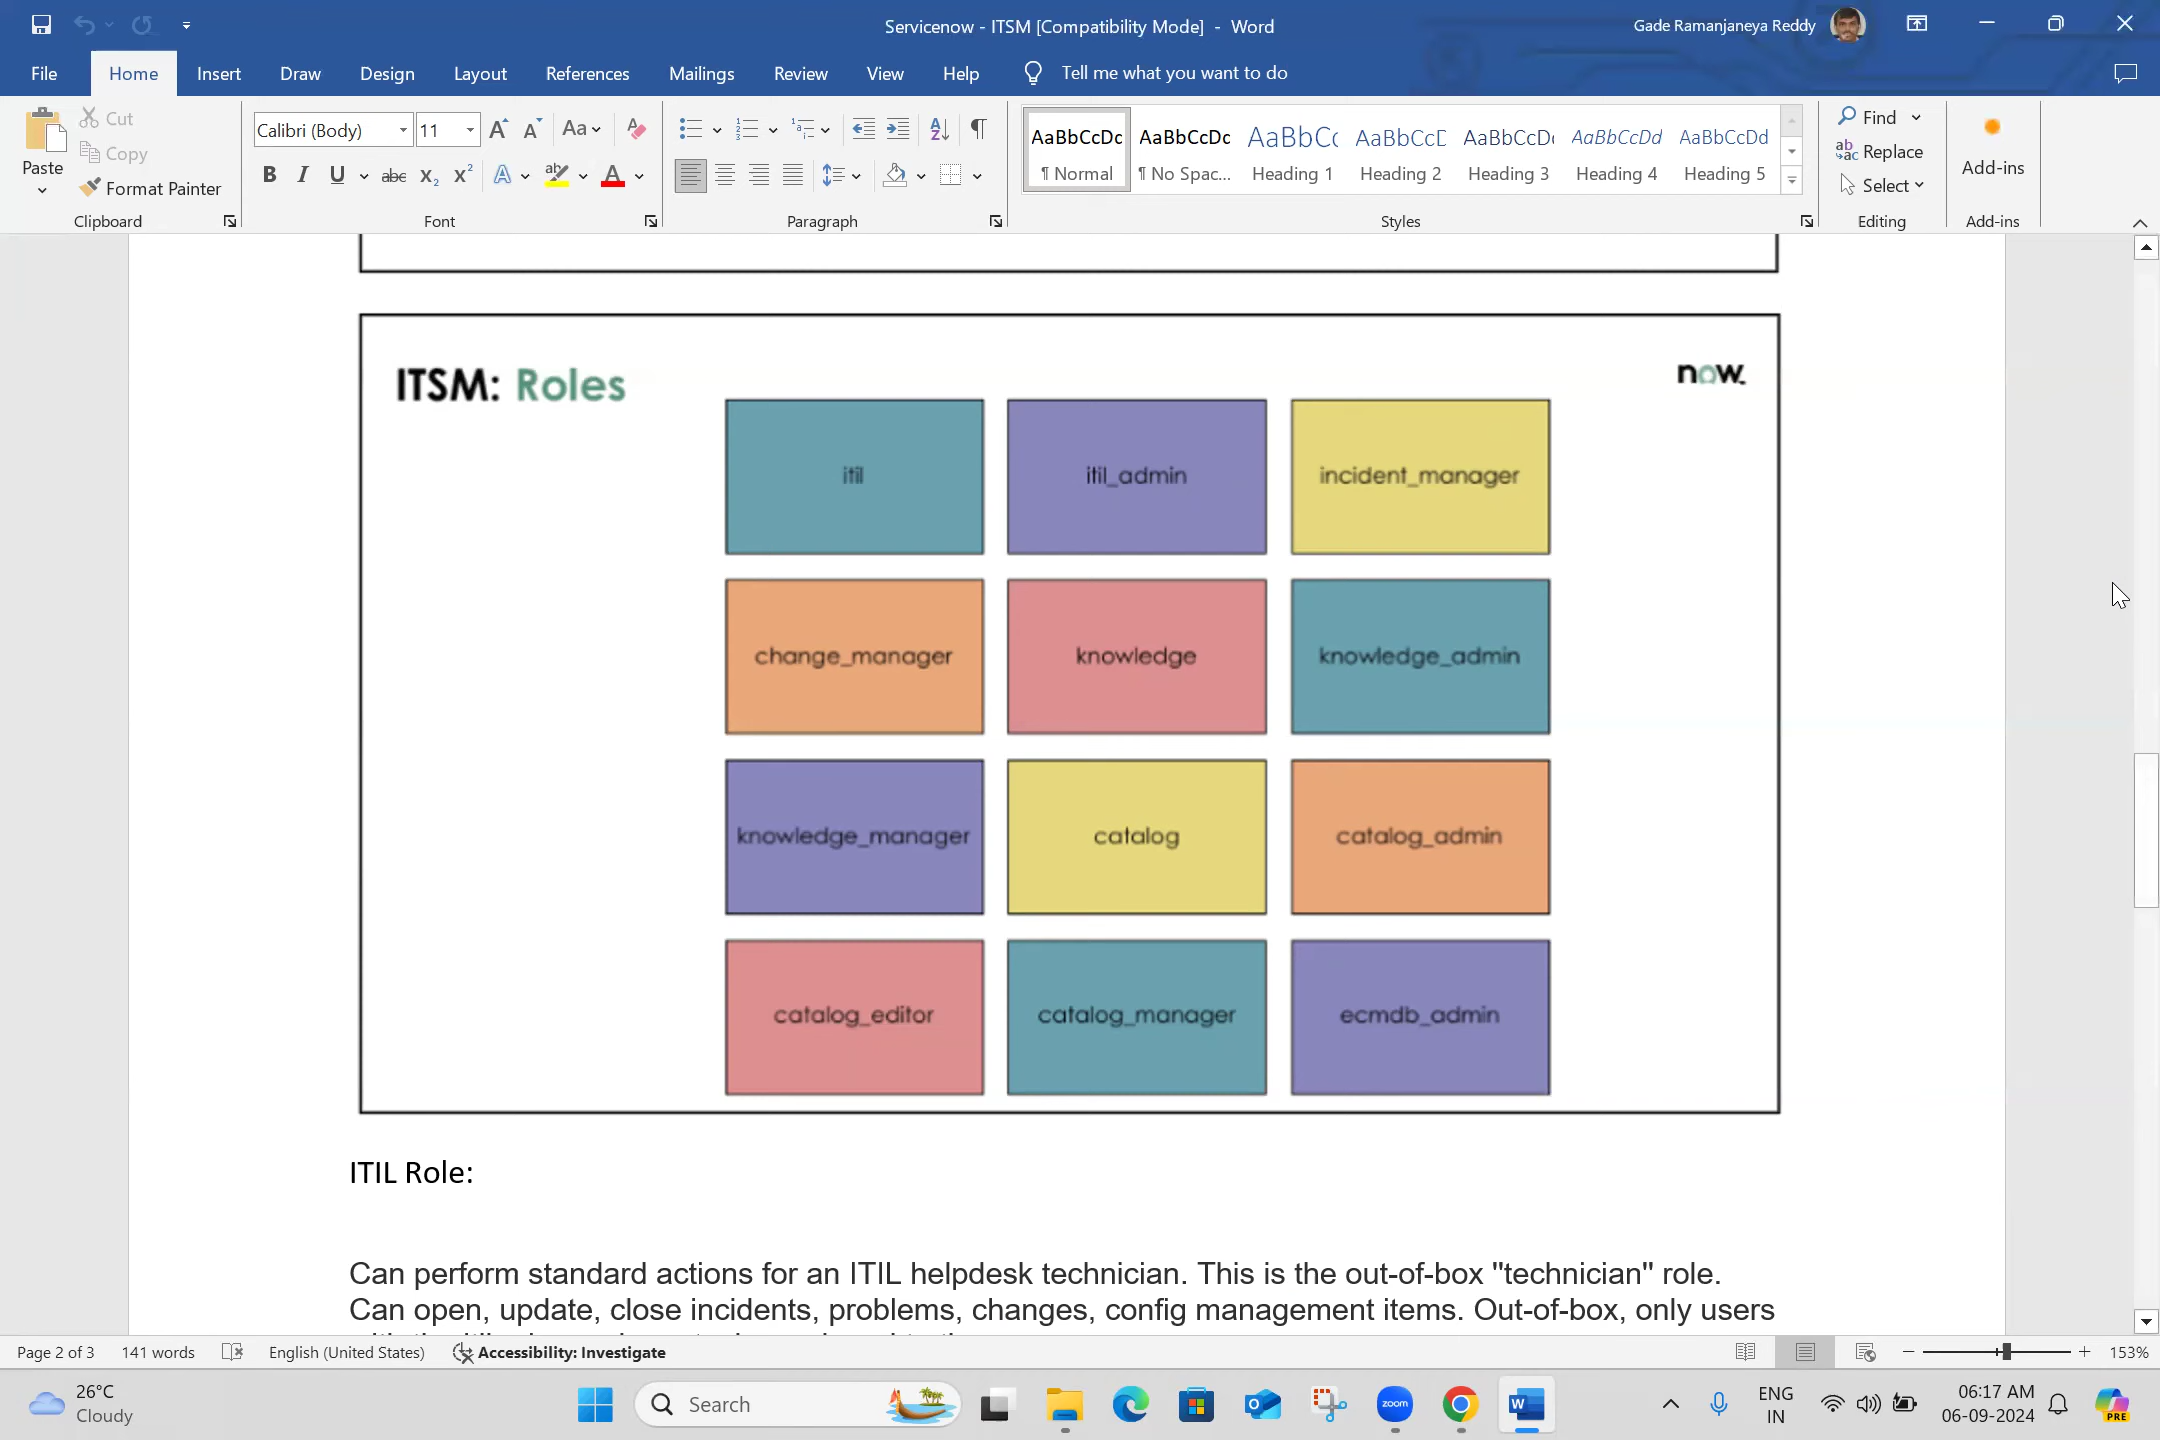 Servicenow - ITSM [Compatibility Mode] - Word
Gade Ramanjaneya Reddy
File Home Insert Draw Design Layout References Mailings Review View Help Tell me what you want to do
Paste
Cut
Copy
Format Painter
Clipboard
Calibri (Body) 11
Font
Paragraph
AaBbCcDc AaBbCcDc AaBbC( AaBbCcD AaBbCcD( AaBbCcDd AaBbCcDd
¶ Normal ¶ No Spac... Heading 1 Heading 2 Heading 3 Heading 4 Heading 5
Styles
Find
Replace
Select
Editing
Add-ins
Add-ins
ITSM: Roles
now.
itil itil_admin incident_manager
change_manager knowledge knowledge_admin
knowledge_manager catalog catalog_admin
catalog_editor catalog_manager ecmdb_admin
ITIL Role:
Can perform standard actions for an ITIL helpdesk technician. This is the out-of-box "technician" role.
Can open, update, close incidents, problems, changes, config management items. Out-of-box, only users
Page 2 of 3 141 words English (United States) Accessibility: Investigate 153%
26°C
Cloudy
Search
zoom
ENG
IN
06:17 AM
06-09-2024
PRE